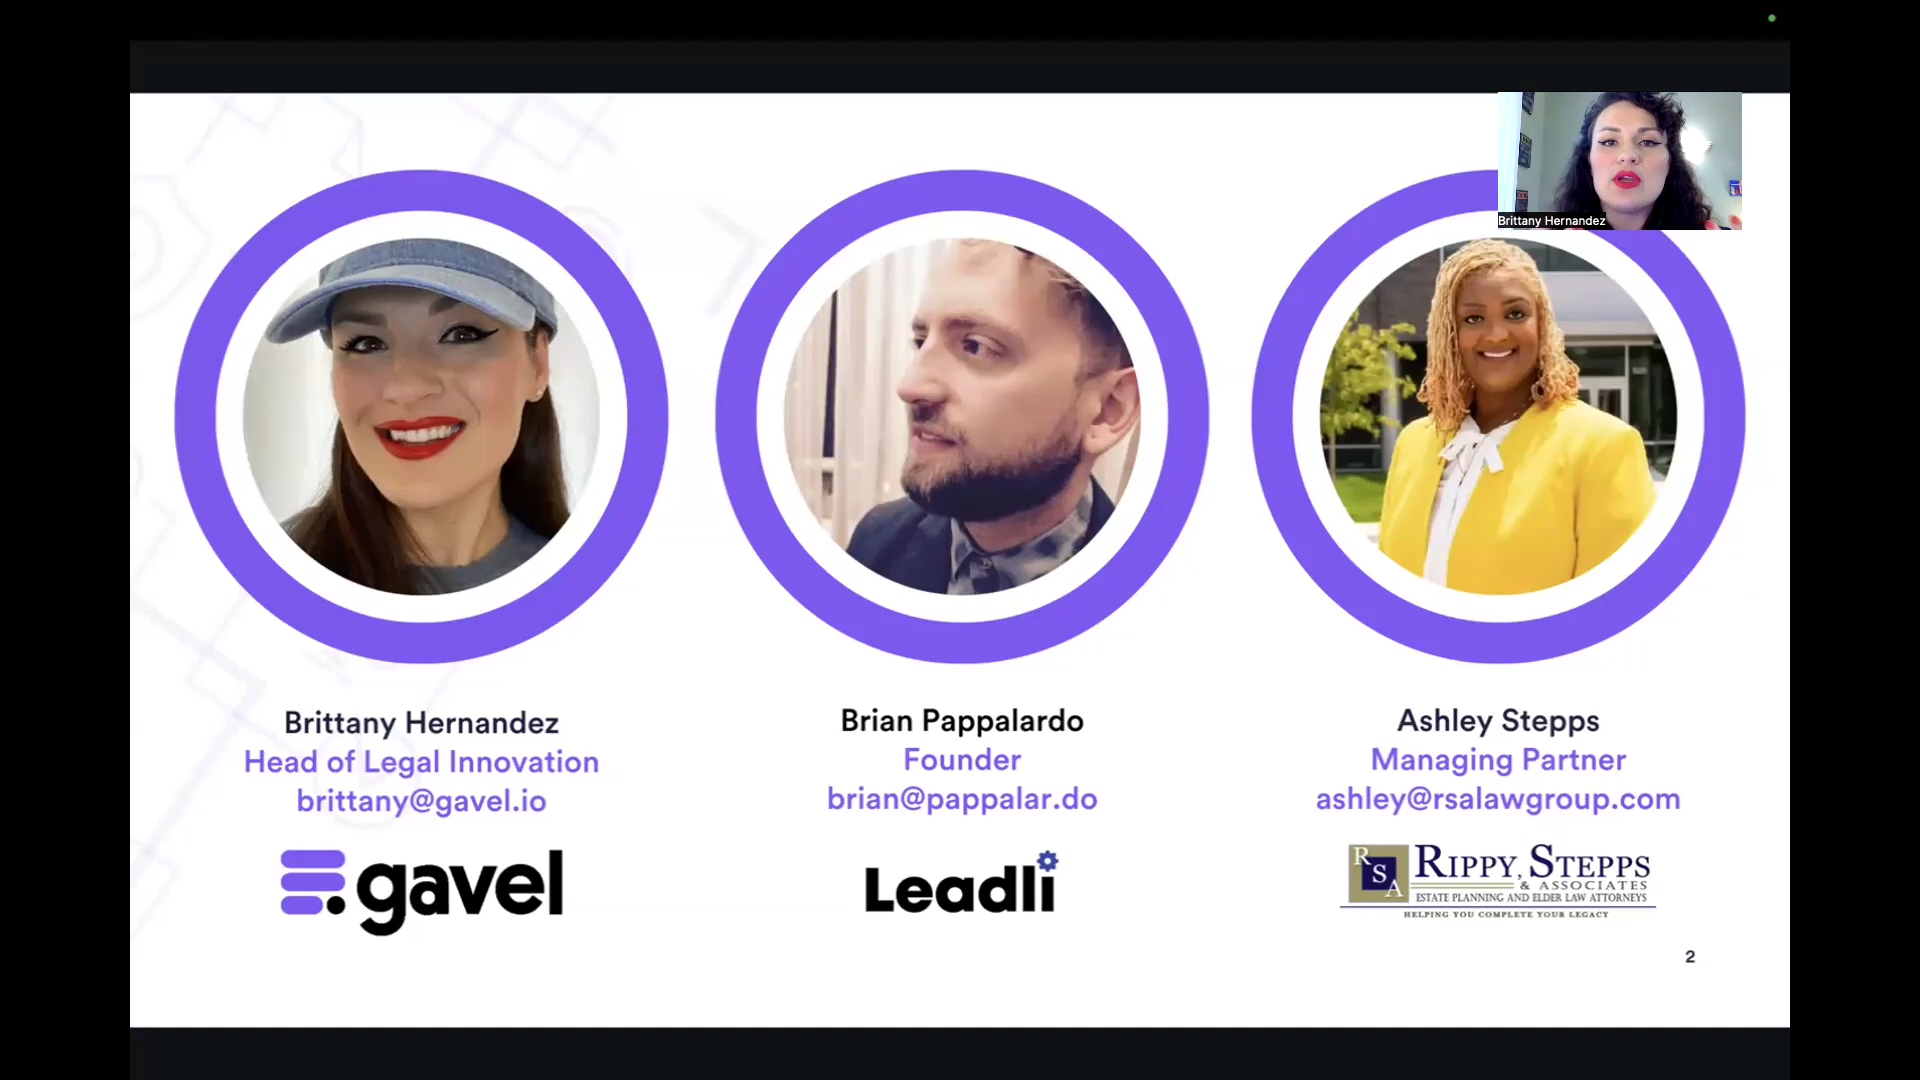 Brittany Hernandez
Brittany Hernandez
Head of Legal Innovation
brittany@gavel.io
gavel
Brian Pappalardo
Founder
brian@pappalar.do
Leadli
Ashley Stepps
Managing Partner
ashley@rsalawgroup.com
RSA
RIPPY, STEPPS
& ASSOCIATES
ESTATE PLANNING AND ELDER LAW ATTORNEYS
HELPING YOU COMPLETE YOUR LEGACY
2